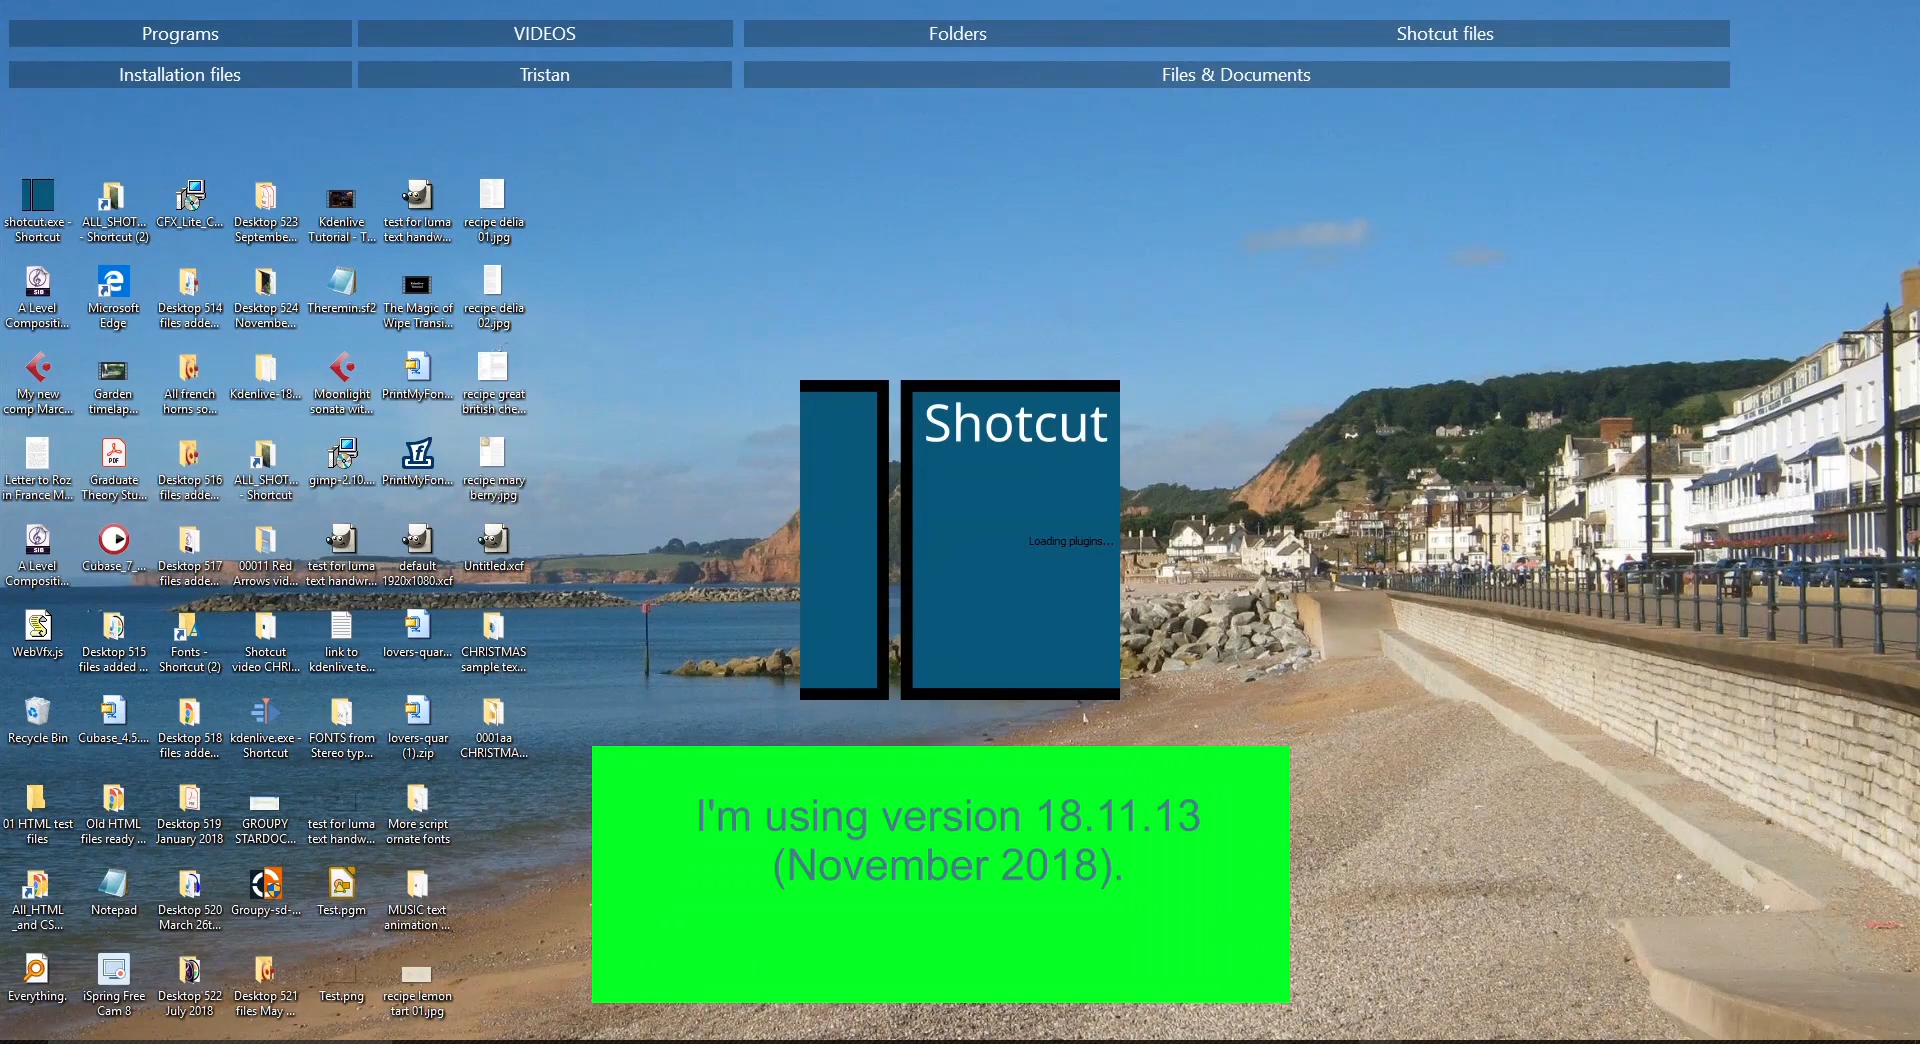 Programs
VIDEOS
Folders
Shotcut files
Installation files
Tristan
Files & Documents
shotcut.exe -
Shortcut
ALL_SHOT...
- Shortcut (2)
CFX_Lite_C...
Desktop 523
Septembe...
Kdenlive
Tutorial - T...
test for luma
text handw...
recipe delia
01.jpg
A Level
Compositi...
Microsoft
Edge
Desktop 514
files adde...
Desktop 524
Novembe...
Theremin.sf2
The Magic of
Wipe Transi...
recipe delia
02.jpg
My new
comp Marc...
Garden
timelap...
All french
horns so...
Kdenlive-18...
Moonlight
sonata wit...
PrintMyFon...
recipe great
british che...
Letter to Roz
in France M...
Graduate
Theory Stu...
Desktop 516
files adde...
ALL_SHOT...
- Shortcut
gimp-2.10....
PrintMyFon...
recipe mary
berry.jpg
A Level
Compositi...
Cubase_7_...
Desktop 517
files adde...
00011 Red
Arrows vid...
test for luma
text handwr...
default
1920x1080.xcf
Untitled.xcf
WebVfx.js
Desktop 515
files added ...
Fonts -
Shortcut (2)
Shotcut
video CHRI...
link to
kdenlive te...
lovers-quar...
CHRISTMAS
sample tex...
Recycle Bin
Cubase_4.5....
Desktop 518
files adde...
kdenlive.exe -
Shortcut
FONTS from
Stereo typ...
lovers-quar
(1).zip
0001aa
CHRISTMA...
01 HTML test
files
Old HTML
files ready ...
Desktop 519
January 2018
GROUPY
STARDOC...
test for luma
text handw...
More script
ornate fonts
All_HTML
_and CS...
Notepad
Desktop 520
March 26t...
Groupy-sd-...
Test.pgm
MUSIC text
animation ...
Everything.
iSpring Free
Cam 8
Desktop 522
July 2018
Desktop 521
files May ...
Test.png
recipe lemon
tart 01.jpg
Shotcut
Loading plugins...
I'm using version 18.11.13
(November 2018).